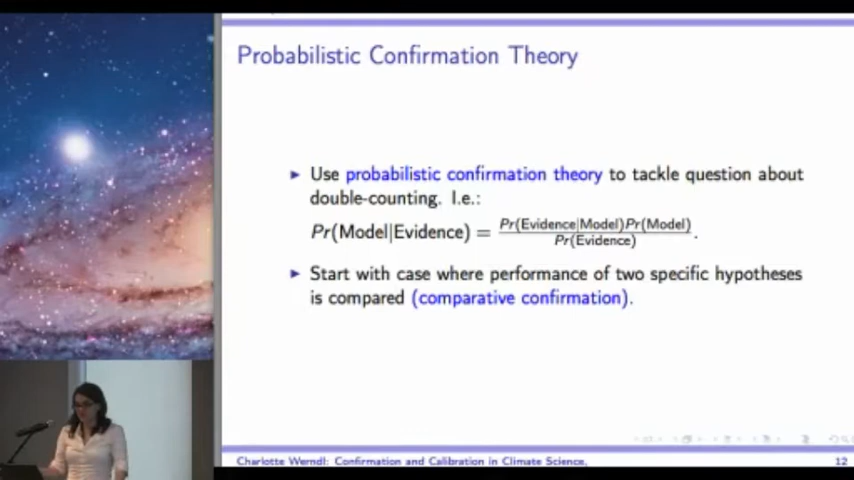 Probabilistic Confirmation Theory
► Use probabilistic confirmation theory to tackle question about
double-counting. I.e.:
Pr(Model|Evidence) = Pr(Evidence|Model)Pr(Model) / Pr(Evidence).
► Start with case where performance of two specific hypotheses
is compared (comparative confirmation).
Charlotte Werndl: Confirmation and Calibration in Climate Science, 12